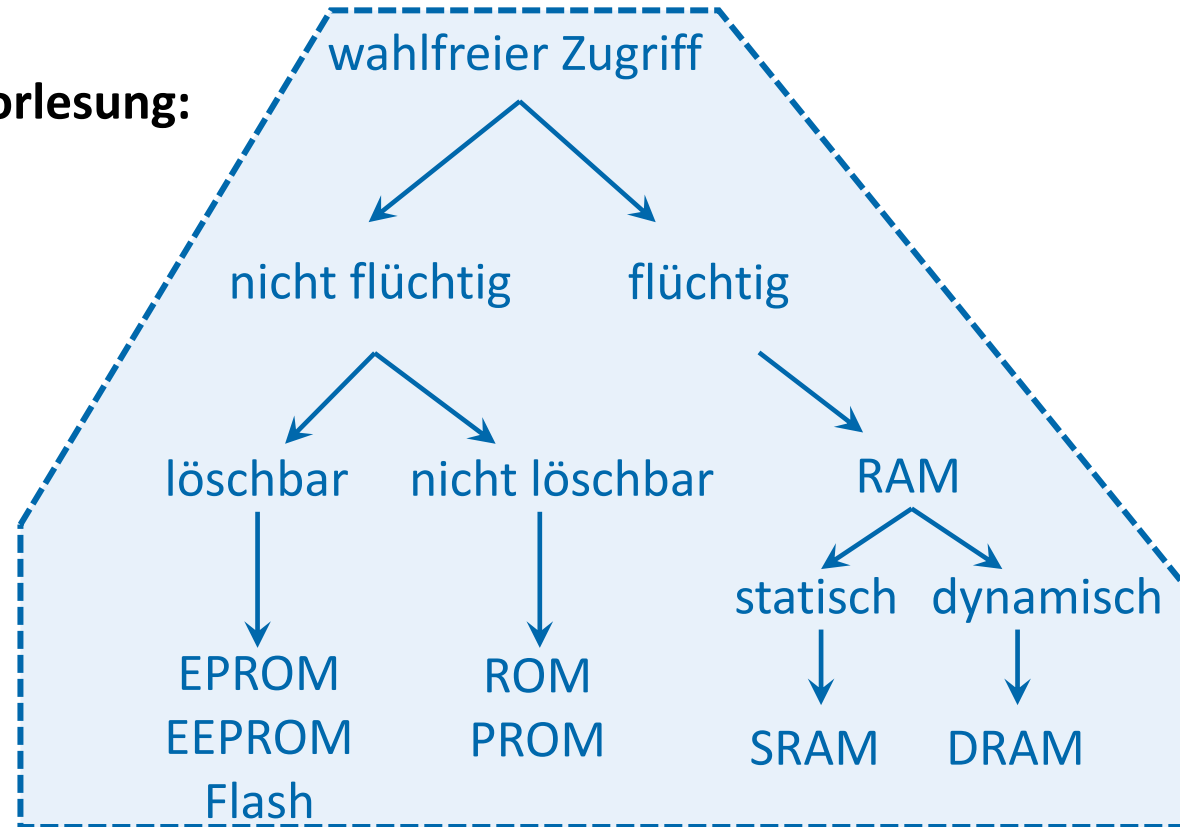 wahlfreier Zugriff
orlesung:
nicht flüchtig flüchtig
löschbar nicht löschbar RAM
statisch dynamisch
EPROM ROM
EEPROM PROM SRAM DRAM
Flash